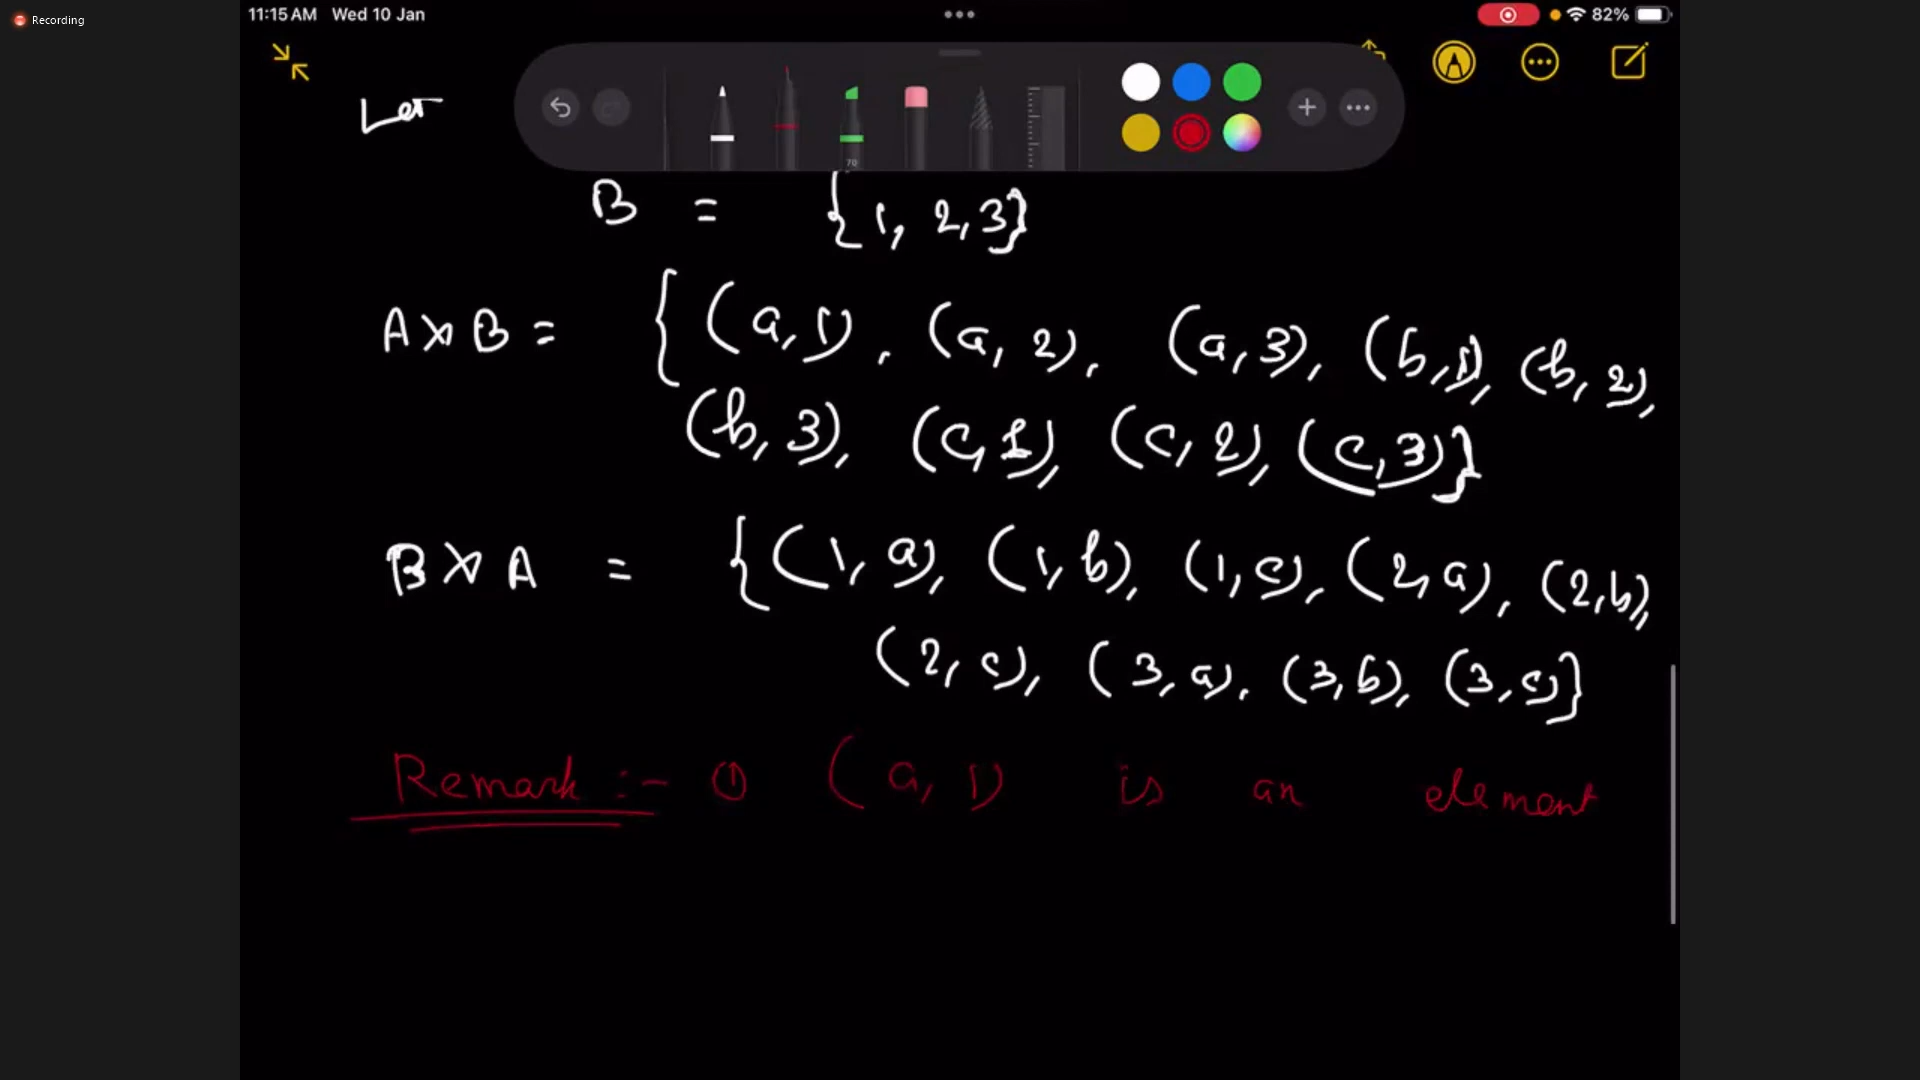 Recording
11:15 AM Wed 10 Jan
82%
Let
70
B = {1, 2, 3}
A × B = {(a, 1), (a, 2), (a, 3), (b, 1), (b, 2),
(b, 3), (c, 1), (c, 2), (c, 3)}
B × A = {(1, a), (1, b), (1, c), (2, a), (2, b),
(2, c), (3, a), (3, b), (3, c)}
Remark :- ① (a, 1) is an element